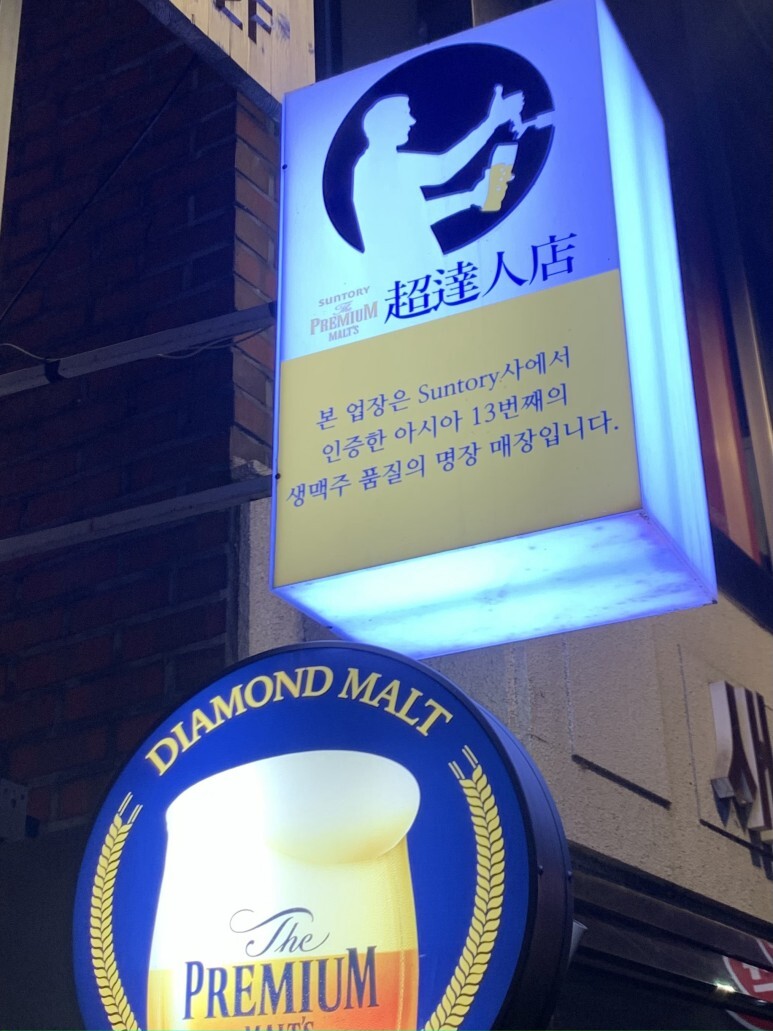 SUNTORY
The
PREMIUM
MALT'S
超達人店
본 업장은 Suntory사에서
인증한 아시아 13번째의
생맥주 품질의 명장 매장입니다.
DIAMOND MALT
The
PREMIUM
MALT'S